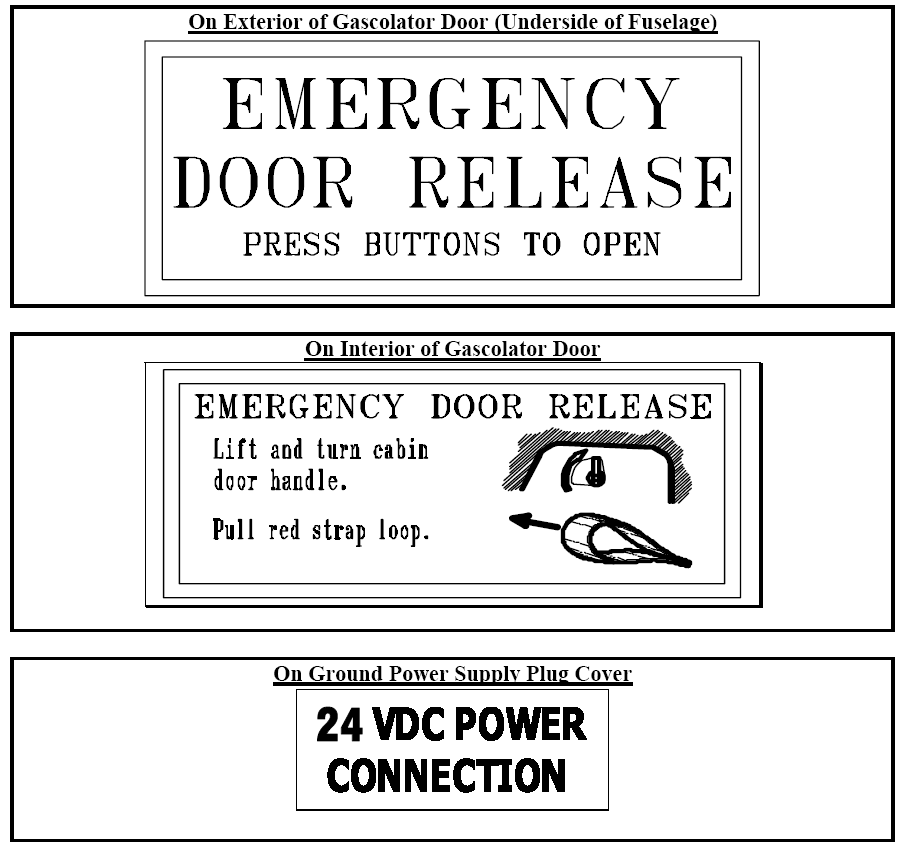 On Exterior of Gascolator Door (Underside of Fuselage)
EMERGENCY
DOOR RELEASE
PRESS BUTTONS TO OPEN
On Interior of Gascolator Door
EMERGENCY DOOR RELEASE
Lift and turn cabin
door handle.
Pull red strap loop.
On Ground Power Supply Plug Cover
24 VDC POWER
CONNECTION